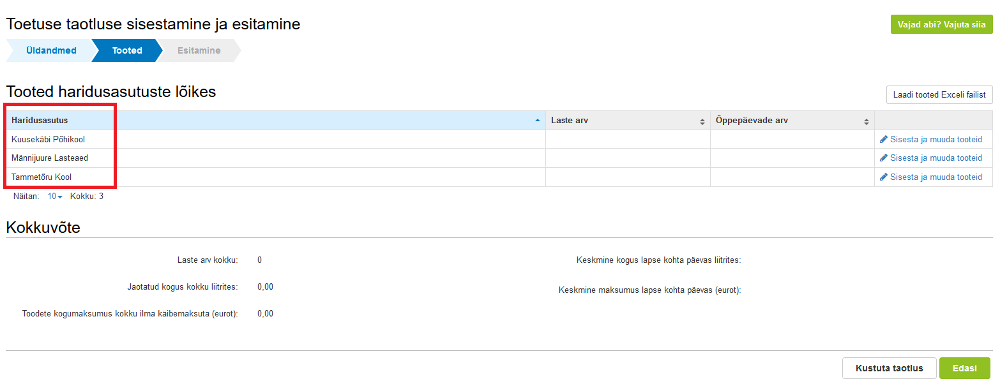 Toetuse taotluse sisestamine ja esitamine
Vajad abi? Vajuta siia
Üldandmed Tooted Esitamine
Tooted haridusasutuste lõikes
Laadi tooted Exceli failist
Haridusasutus Laste arv Õppepäevade arv
Kuusekäbi Põhikool Sisesta ja muuda tooteid
Männijuure Lasteaed Sisesta ja muuda tooteid
Tammetõru Kool Sisesta ja muuda tooteid
Näitan: 10 Kokku: 3
Kokkuvõte
Laste arv kokku: 0 Keskmine kogus lapse kohta päevas liitrites:
Jaotatud kogus kokku liitrites: 0,00 Keskmine maksumus lapse kohta päevas (eurot):
Toodete kogumaksumus kokku ilma käibemaksuta (eurot): 0,00
Kustuta taotlus Edasi